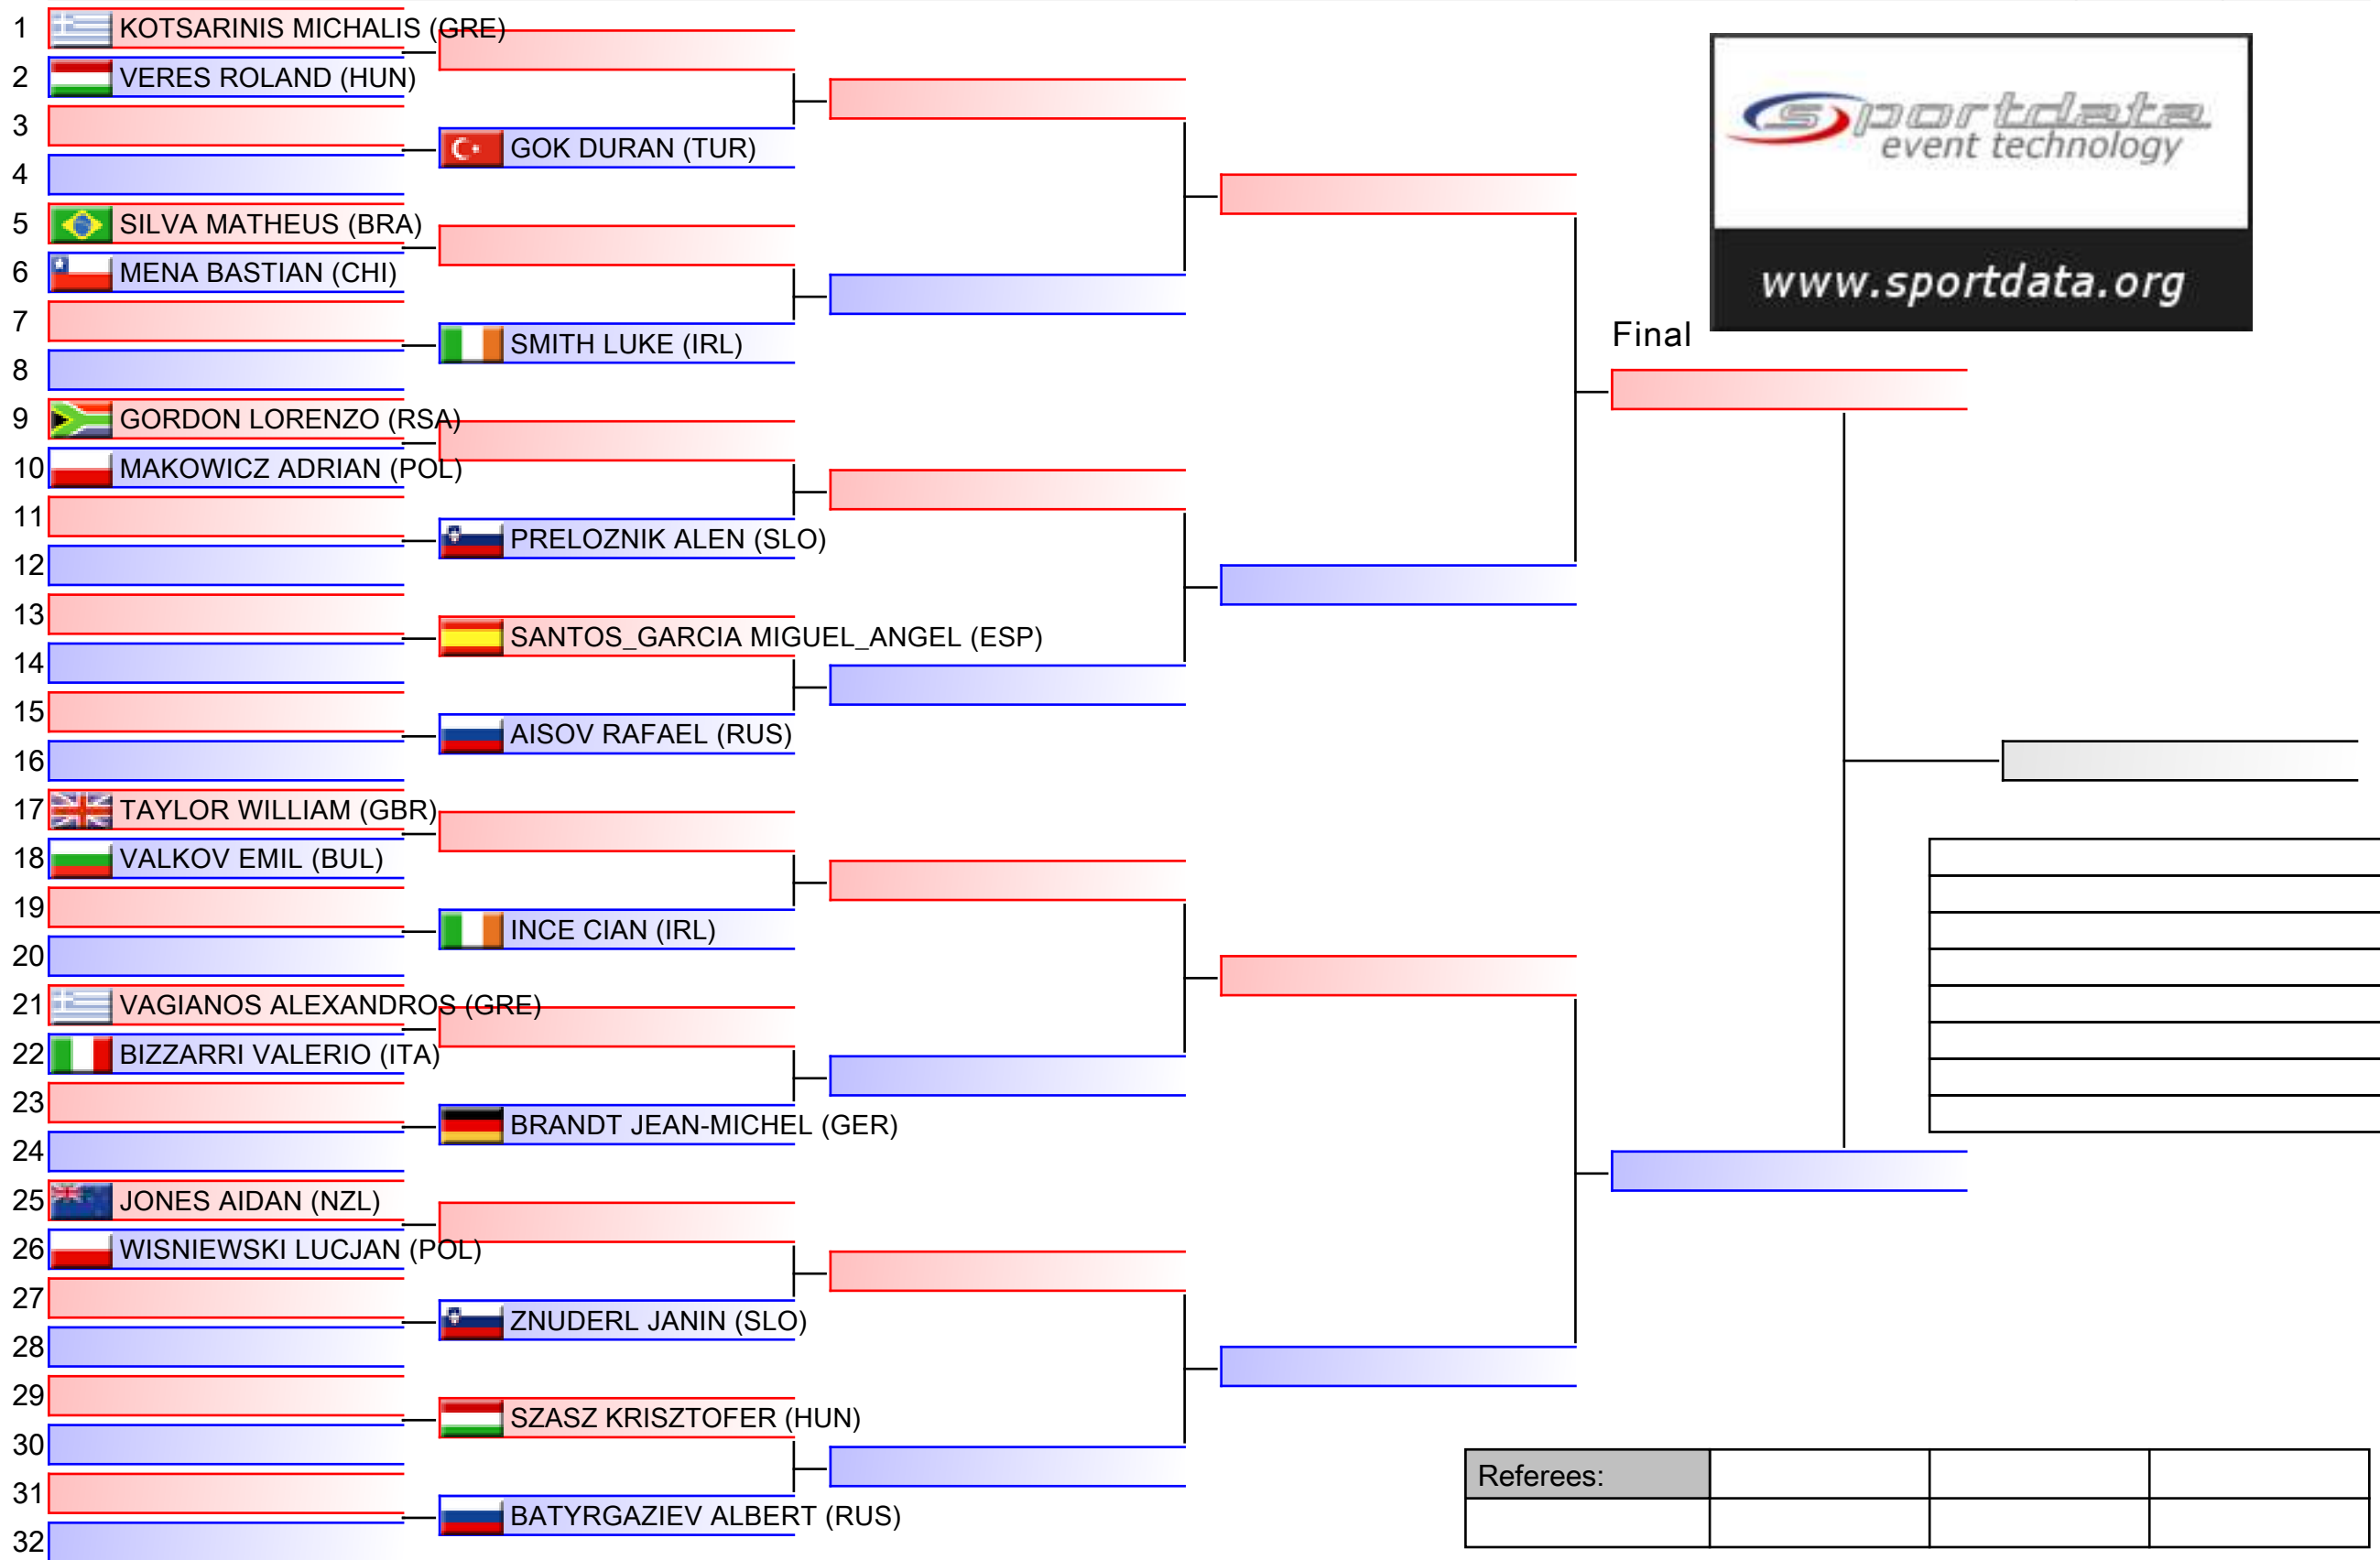 1 KOTSARINIS MICHALIS (GRE)
2 VERES ROLAND (HUN)
3
GOK DURAN (TUR)
4
5 SILVA MATHEUS (BRA)
6 MENA BASTIAN (CHI)
7
SMITH LUKE (IRL)
8
9 GORDON LORENZO (RSA)
10 MAKOWICZ ADRIAN (POL)
11
PRELOZNIK ALEN (SLO)
12
13
SANTOS_GARCIA MIGUEL_ANGEL (ESP)
14
15
AISOV RAFAEL (RUS)
16
17 TAYLOR WILLIAM (GBR)
18 VALKOV EMIL (BUL)
19
INCE CIAN (IRL)
20
21 VAGIANOS ALEXANDROS (GRE)
22 BIZZARRI VALERIO (ITA)
23
BRANDT JEAN-MICHEL (GER)
24
25 JONES AIDAN (NZL)
26 WISNIEWSKI LUCJAN (POL)
27
ZNUDERL JANIN (SLO)
28
29
SZASZ KRISZTOFER (HUN)
30
31
BATYRGAZIEV ALBERT (RUS)
32
sportdata
event technology
www.sportdata.org
Final
Referees: